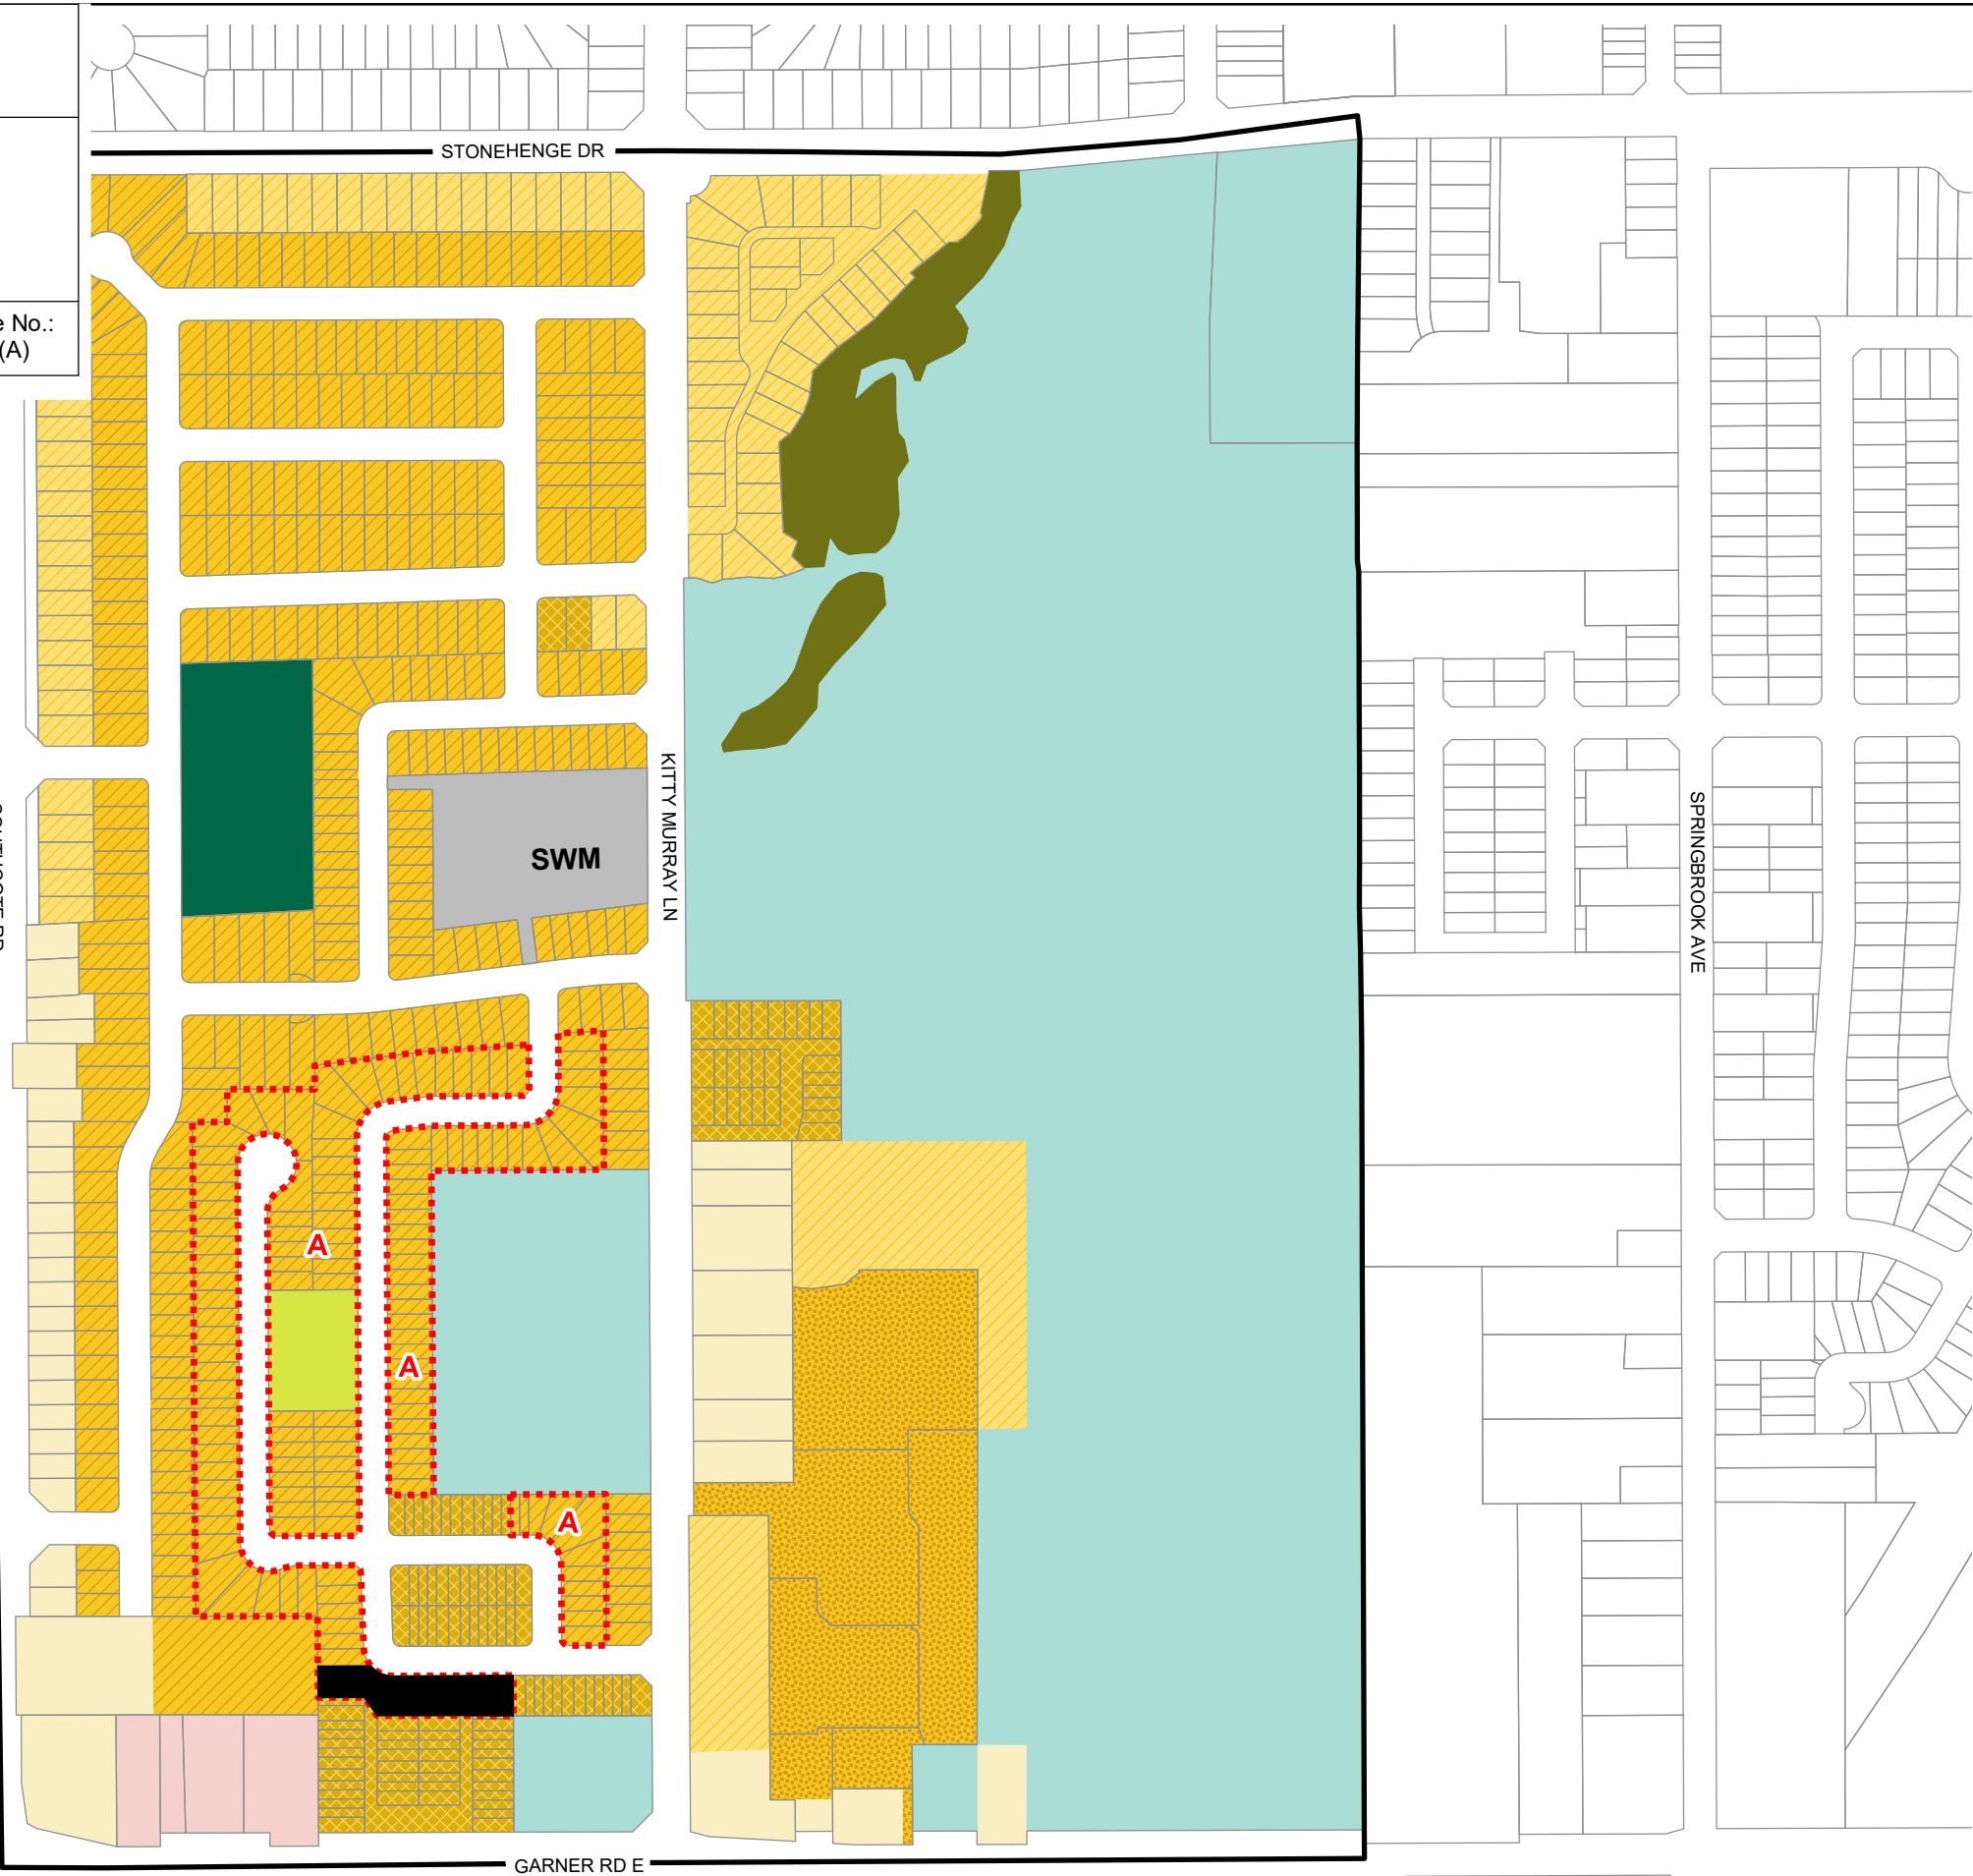 STONEHENGE DR
No.:
(A)
KITTY MURRAY LN
SWM
SPRINGBROOK AVE
A
A
A
GARNER RD E